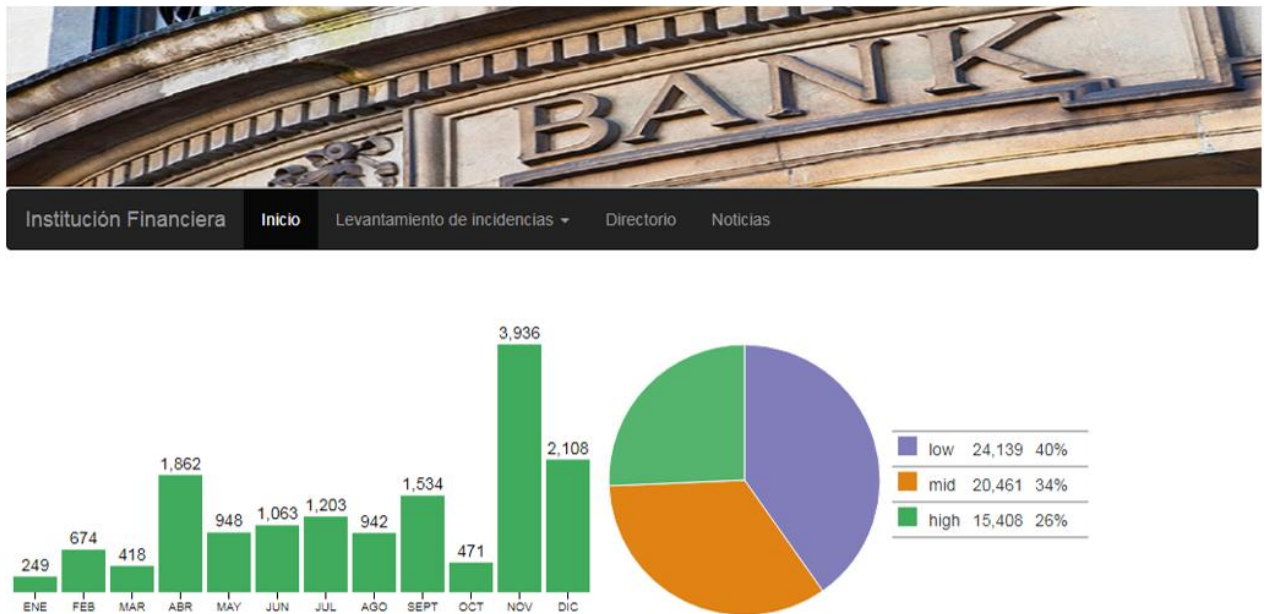 BANK
Institución Financiera Inicio Levantamiento de incidencias Directorio Noticias
3,936
2,108
1,862
1,534
1,203
1,063
948
942
674
471
418
249
ENE FEB MAR ABR MAY JUN JUL AGO SEPT OCT NOV DIC
low 24,139 40%
mid 20,461 34%
high 15,408 26%